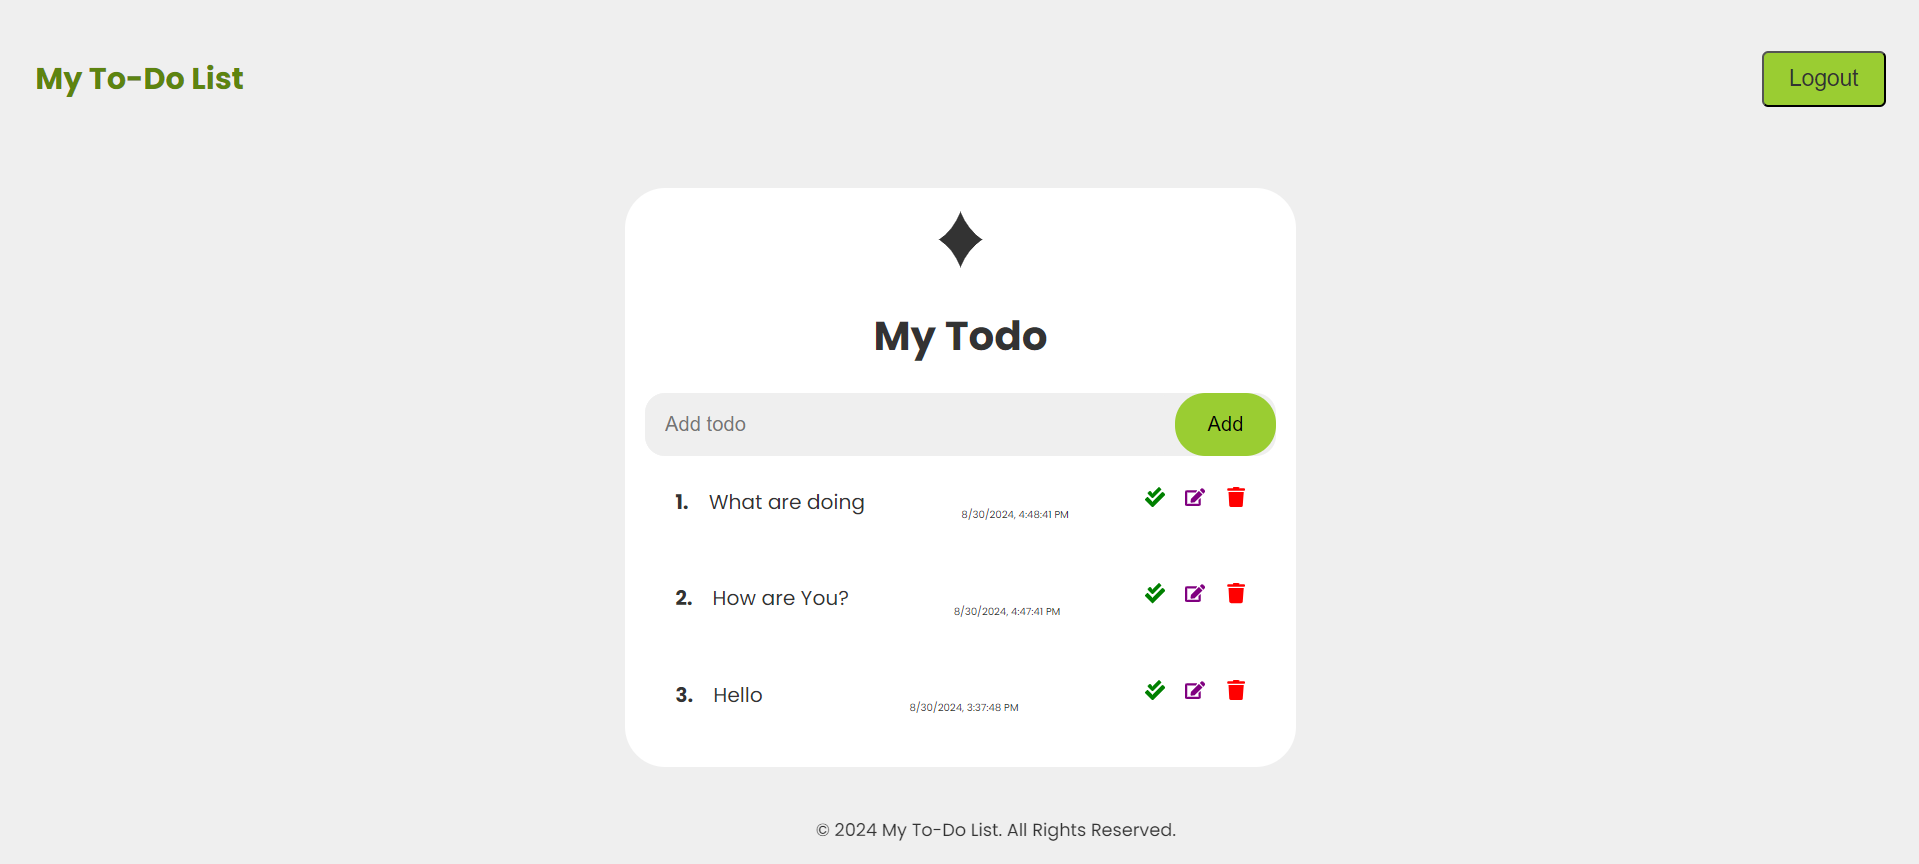 My To-Do List
Logout
My Todo
Add todo
Add
1. What are doing
8/30/2024, 4:48:41 PM
2. How are You?
8/30/2024, 4:47:41 PM
3. Hello
8/30/2024, 3:37:48 PM
© 2024 My To-Do List. All Rights Reserved.